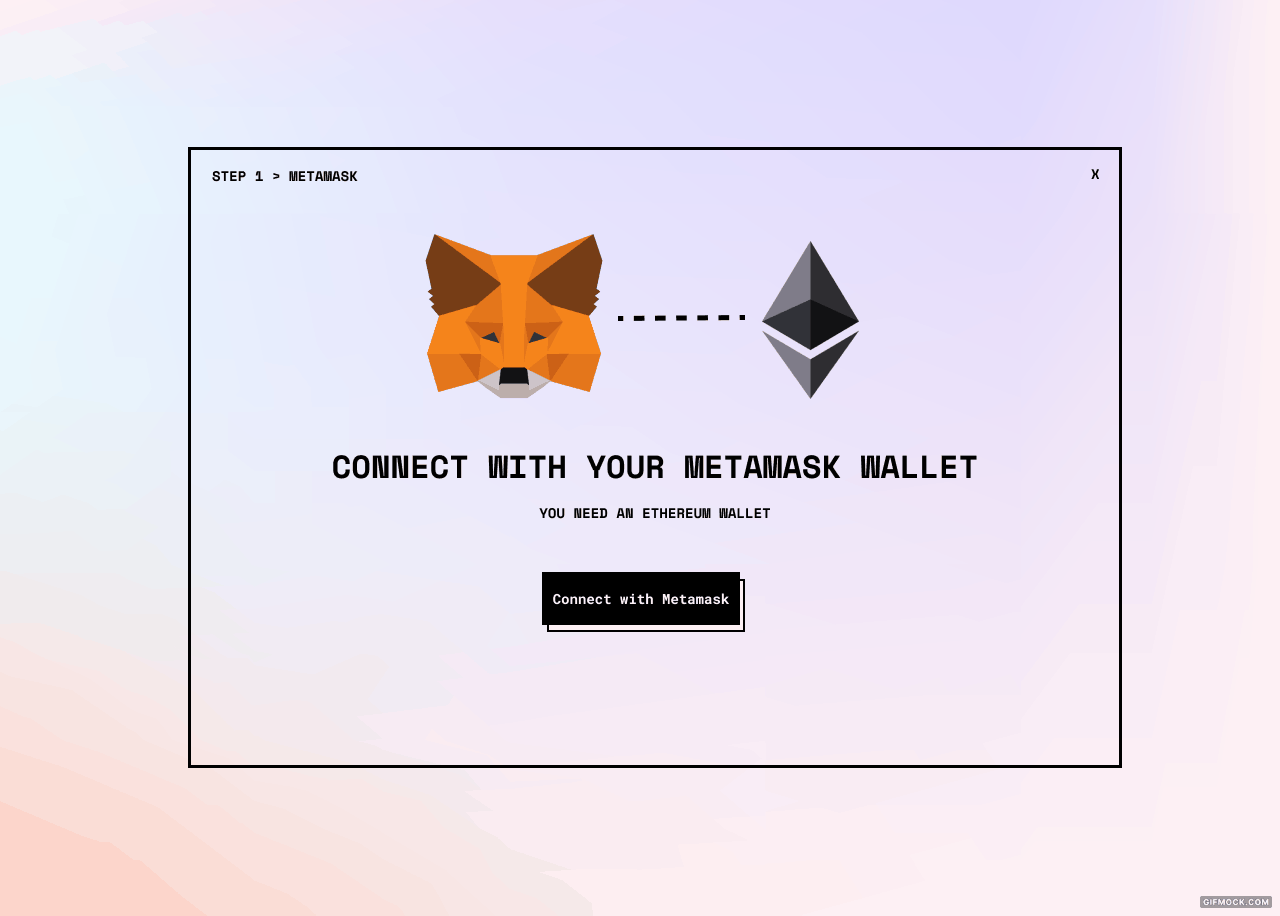 STEP 1 > METAMASK
X
CONNECT WITH YOUR METAMASK WALLET
YOU NEED AN ETHEREUM WALLET
Connect with Metamask
GIFMOCK.COM